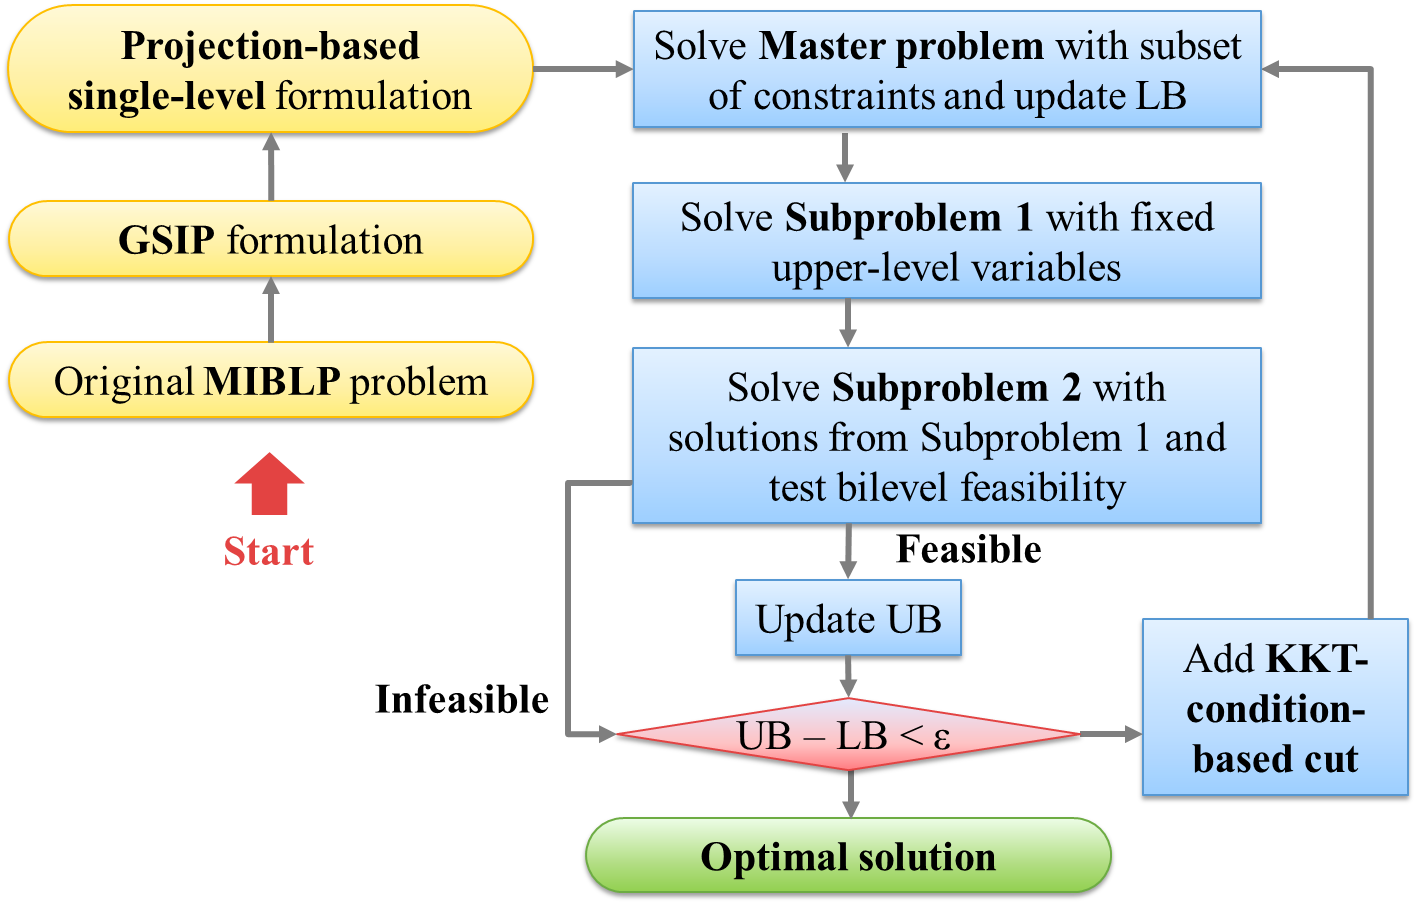 Projection-based
single-level formulation
GSIP formulation
Original MIBLP problem
Start
Solve Master problem with subset
of constraints and update LB
Solve Subproblem 1 with fixed
upper-level variables
Solve Subproblem 2 with
solutions from Subproblem 1 and
test bilevel feasibility
Feasible
Update UB
Infeasible
UB – LB < ε
Add KKT-
condition-
based cut
Optimal solution